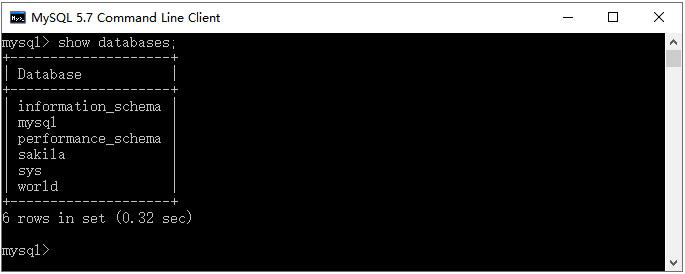 MySQL 5.7 Command Line Client
mysql> show databases;
+--------------------+
| Database           |
+--------------------+
| information_schema |
| mysql              |
| performance_schema |
| sakila             |
| sys                |
| world              |
+--------------------+
6 rows in set (0.32 sec)
mysql>